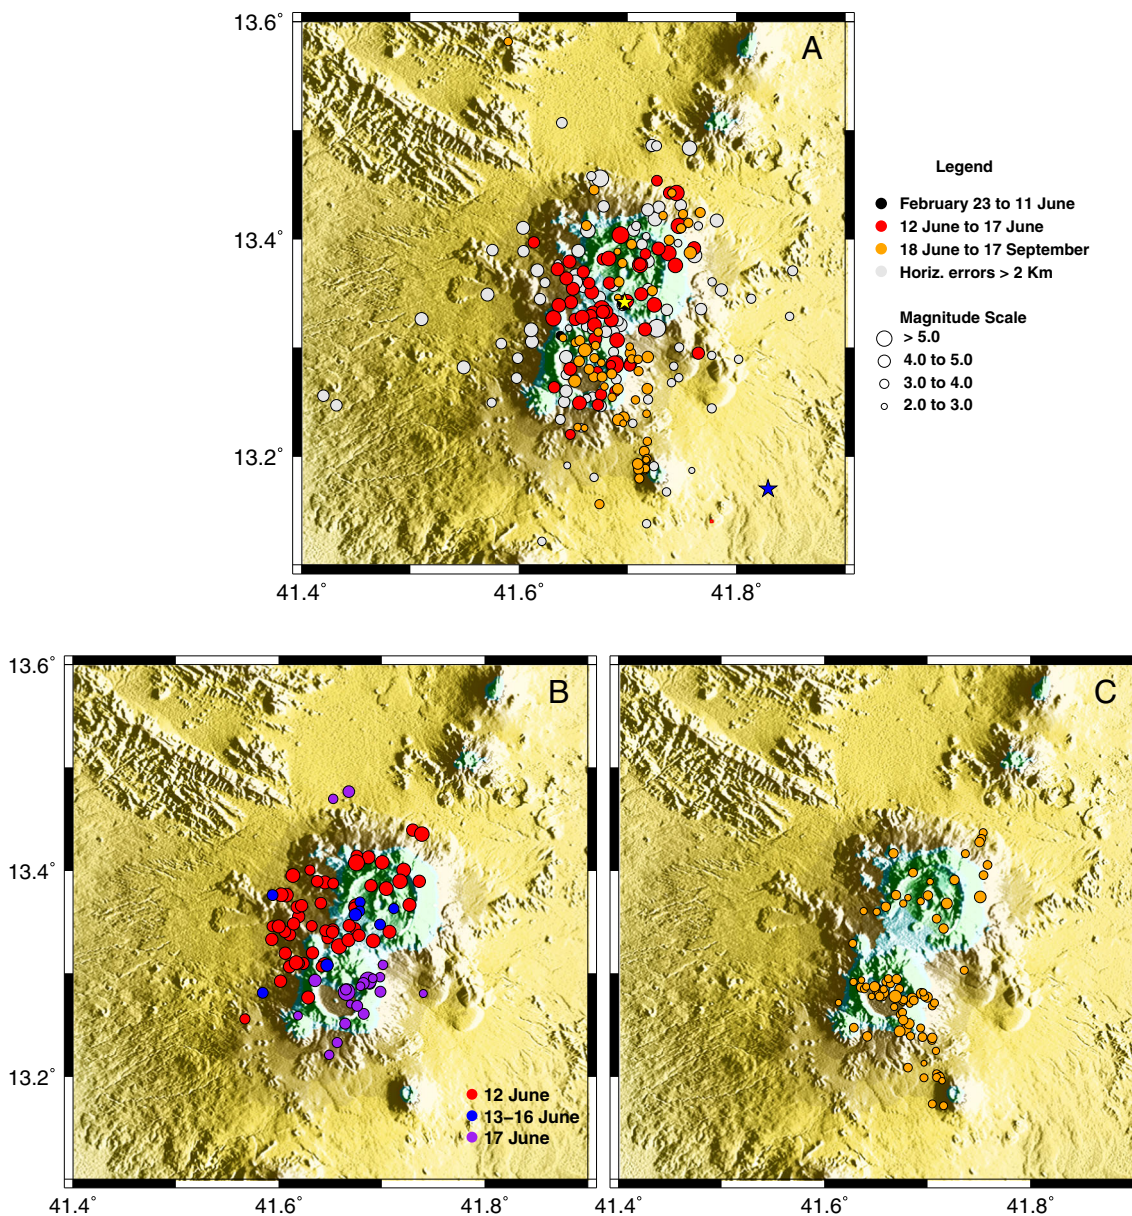 A
13.6°
13.4°
13.2°
41.4°
41.6°
41.8°
Legend
February 23 to 11 June
12 June to 17 June
18 June to 17 September
Horiz. errors > 2 Km
Magnitude Scale
> 5.0
4.0 to 5.0
3.0 to 4.0
2.0 to 3.0
B
13.6°
13.4°
13.2°
12 June
13−16 June
17 June
41.4°
41.6°
41.8°
C
41.4°
41.6°
41.8°